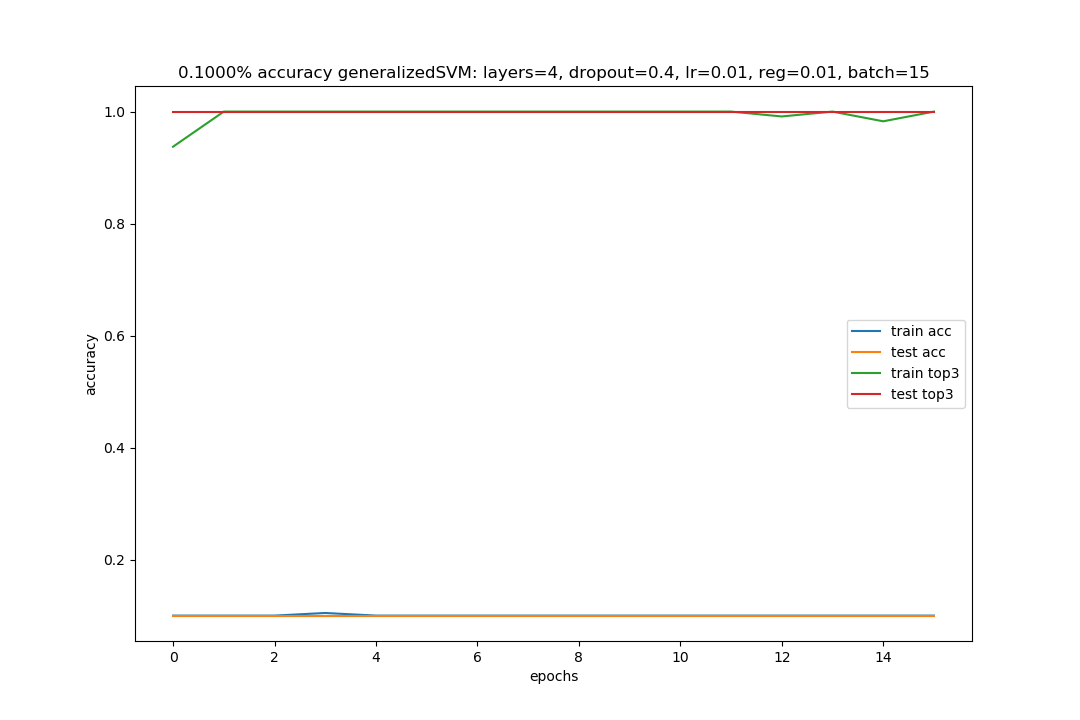 0.1000% accuracy generalizedSVM: layers=4, dropout=0.4, lr=0.01, reg=0.01, batch=15
1.0
0.8
0.6
0.4
0.2
accuracy
train acc
test acc
train top3
test top3
0 2 4 6 8 10 12 14
epochs